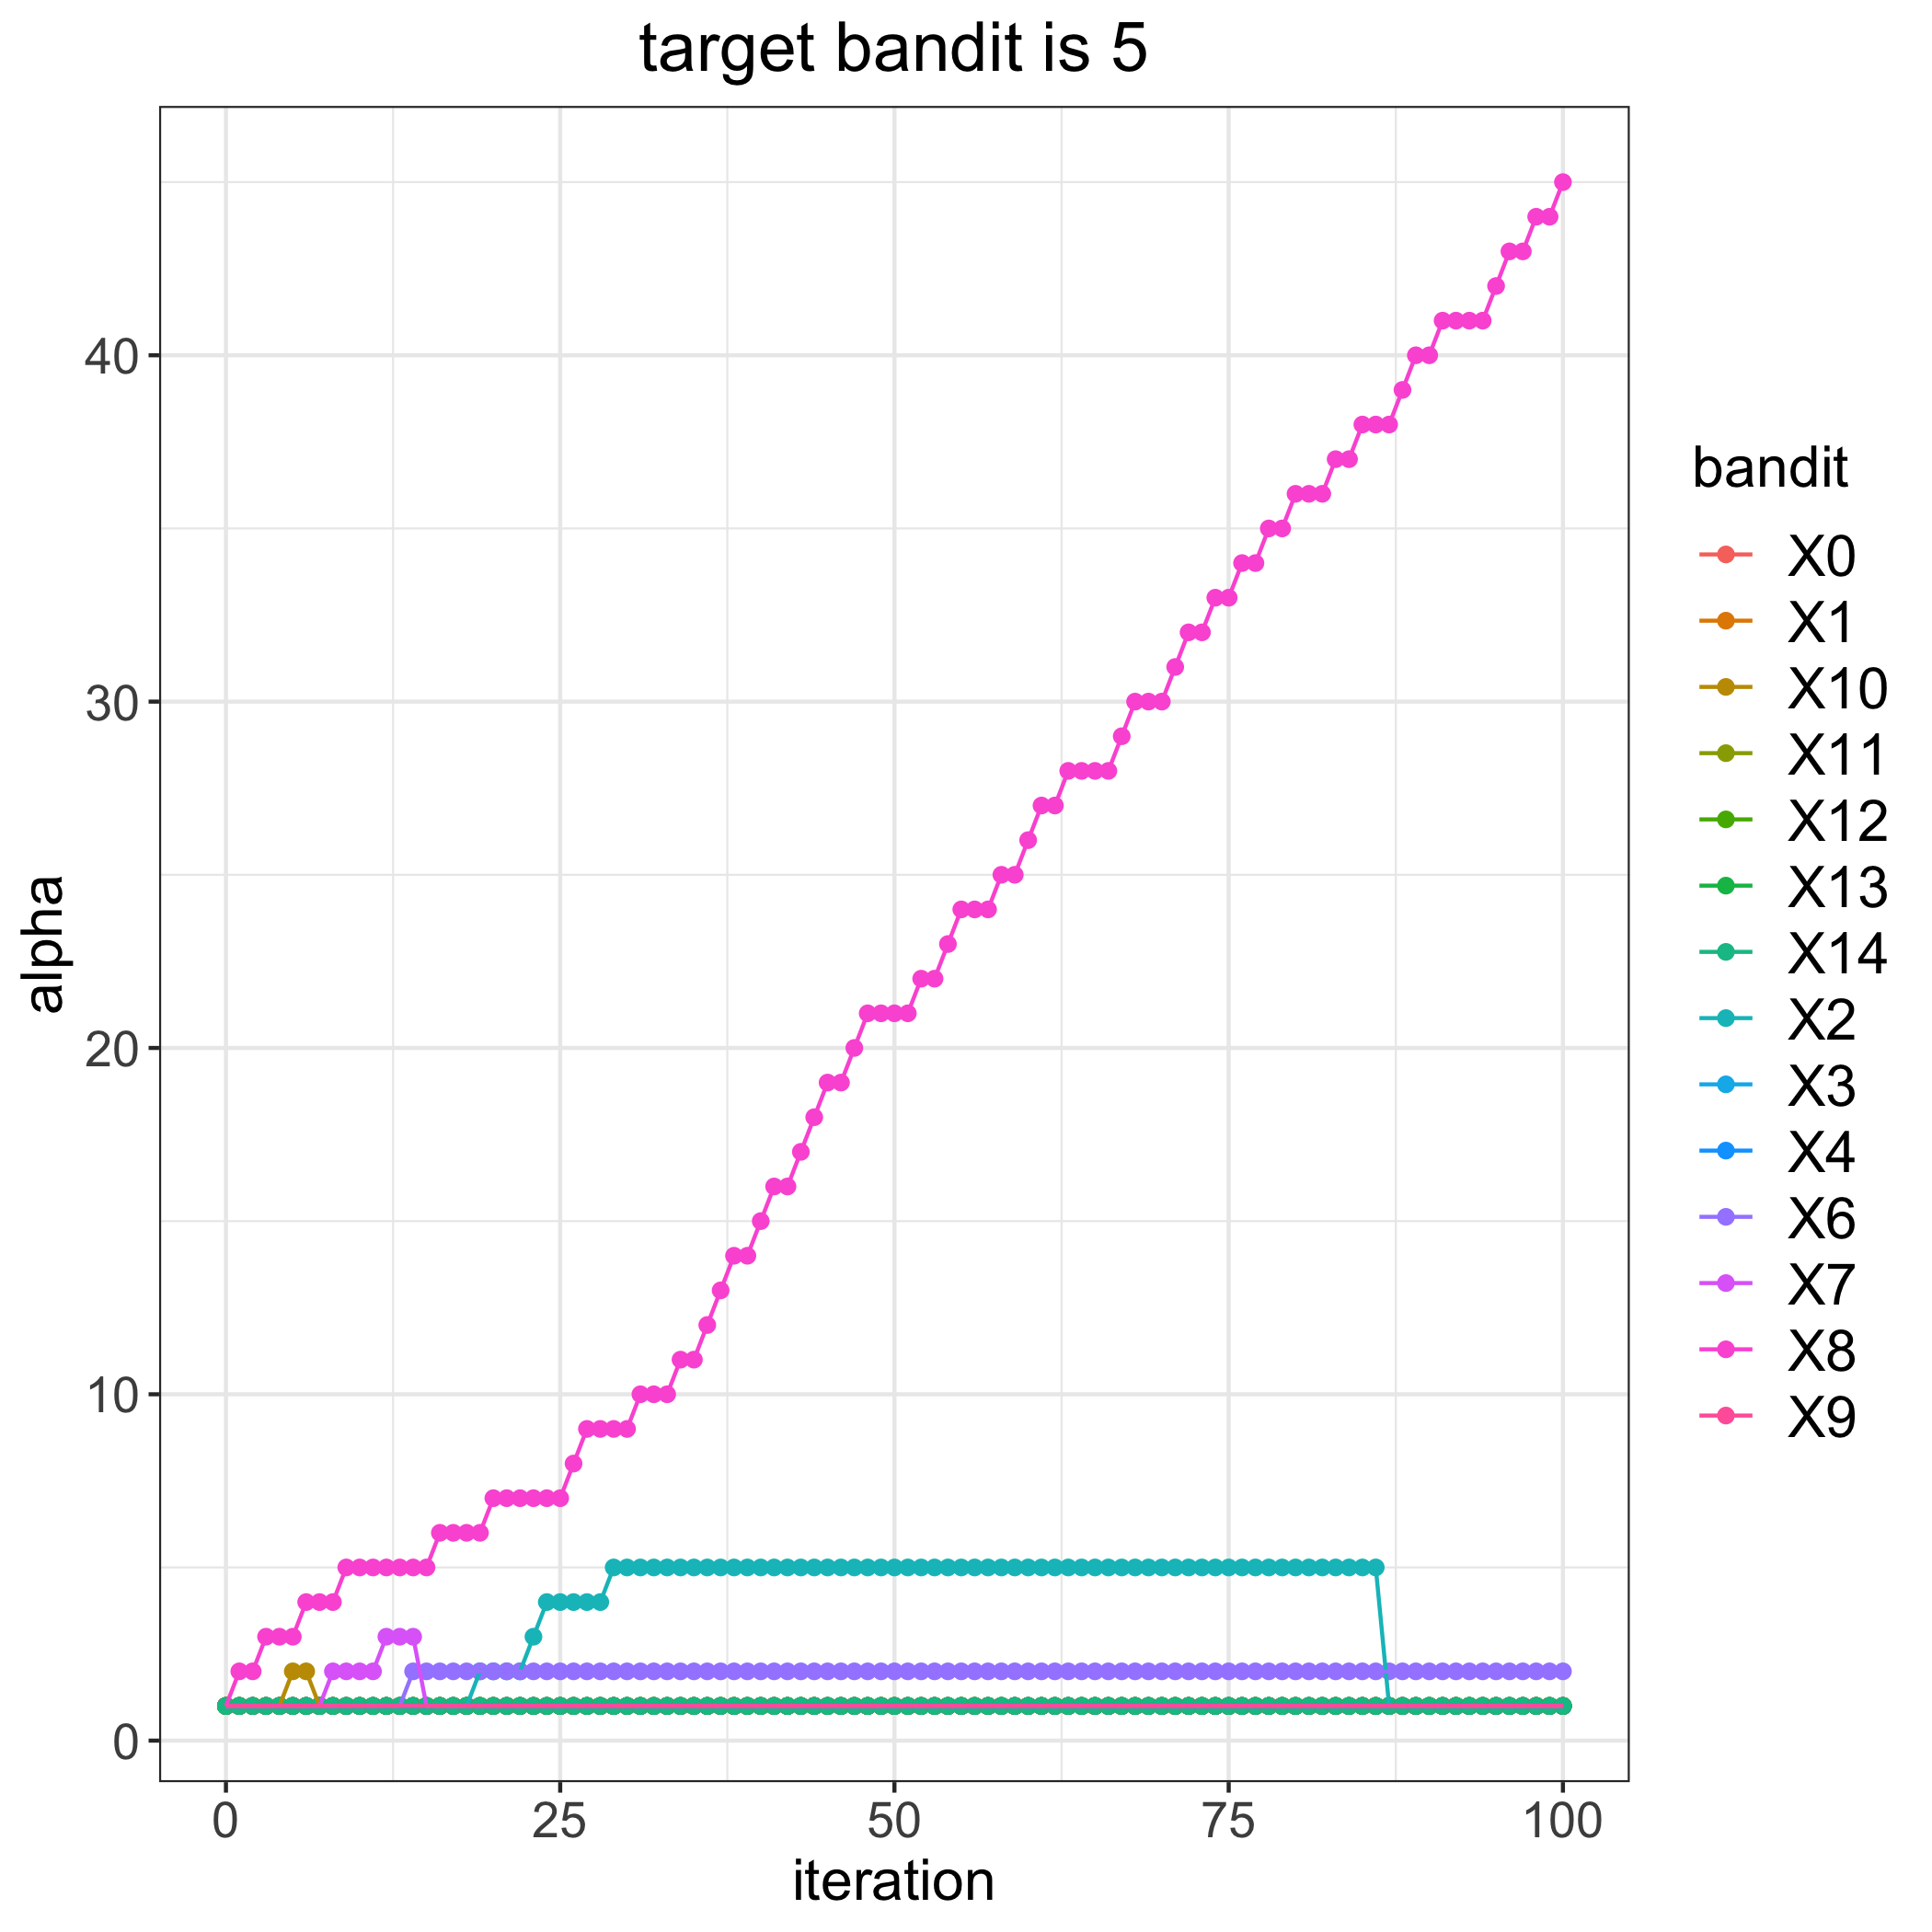 target bandit is 5
40
30
20
10
0
alpha
0 25 50 75 100
iteration
bandit
X0
X1
X10
X11
X12
X13
X14
X2
X3
X4
X6
X7
X8
X9